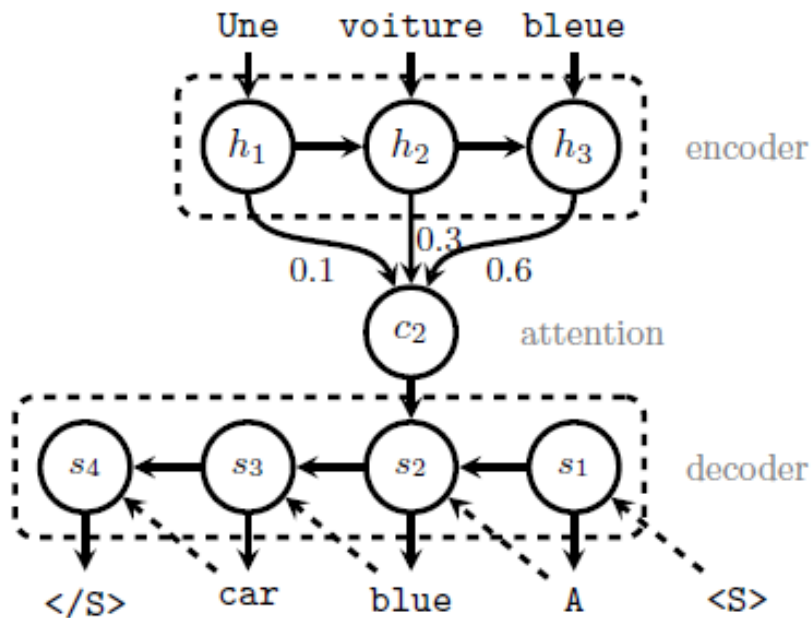 Une voiture bleue
h₁ h₂ h₃ encoder
0.1 0.3 0.6
c₂ attention
s₄ s₃ s₂ s₁ decoder
</S> car blue A <S>